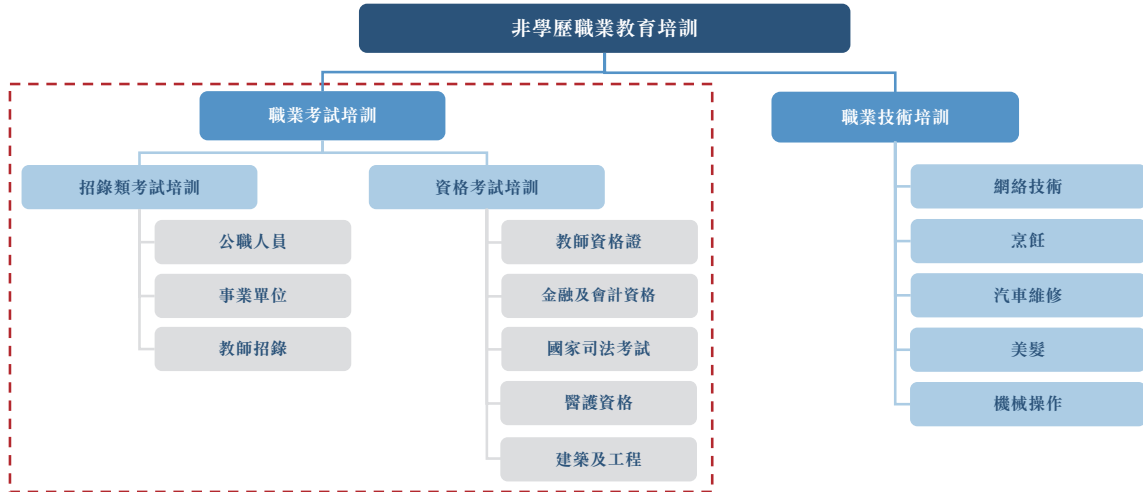 非學歷職業教育培訓
職業考試培訓
職業技術培訓
招錄類考試培訓
資格考試培訓
網絡技術
公職人員
教師資格證
烹飪
事業單位
金融及會計資格
汽車維修
教師招錄
國家司法考試
美髮
醫護資格
機械操作
建築及工程